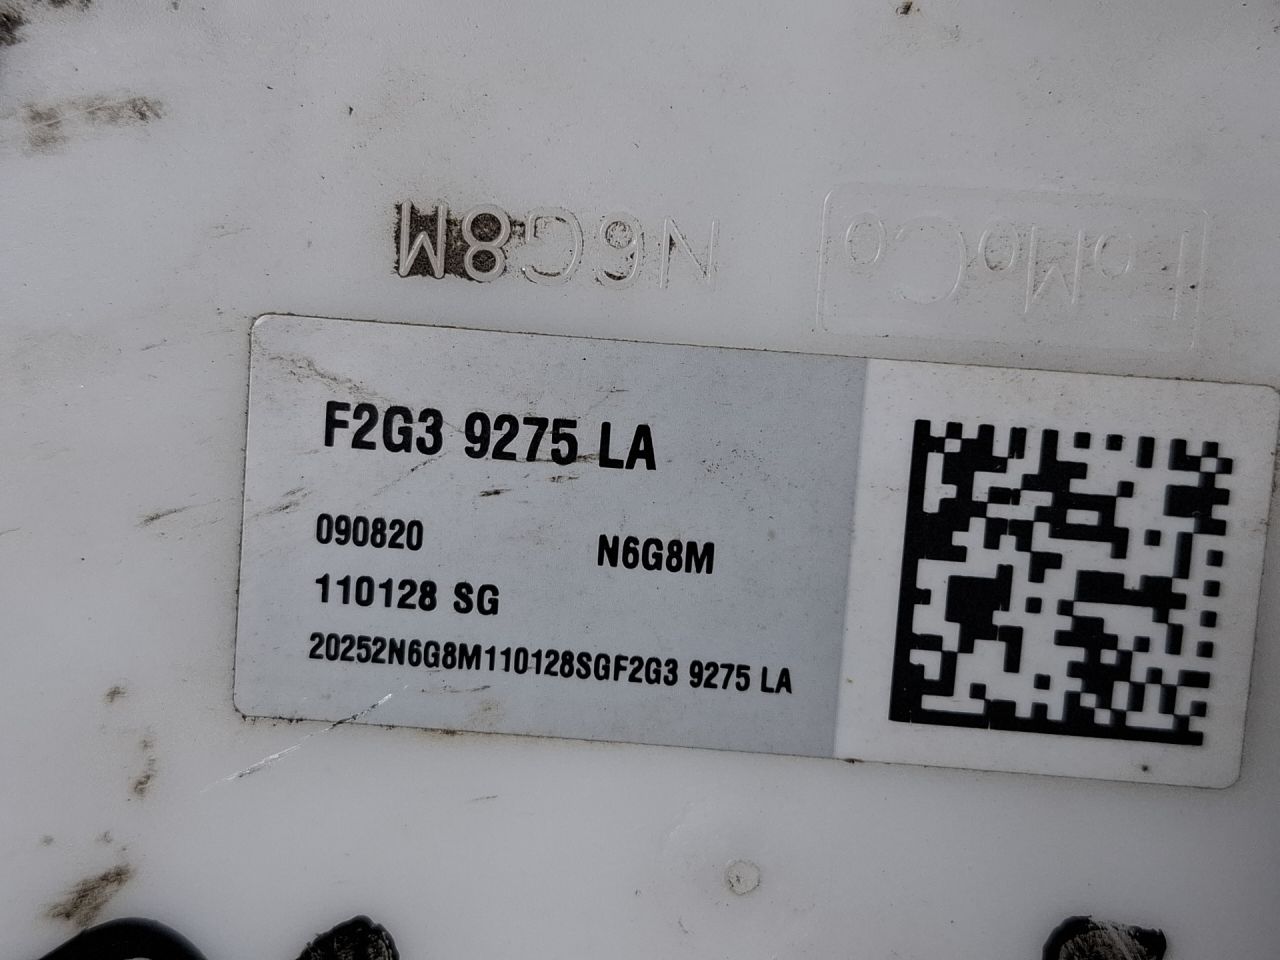 N6G8M
FoMoCo
F2G3 9275 LA
090820 N6G8M
110128 SG
20252N6G8M110128SGF2G3 9275 LA